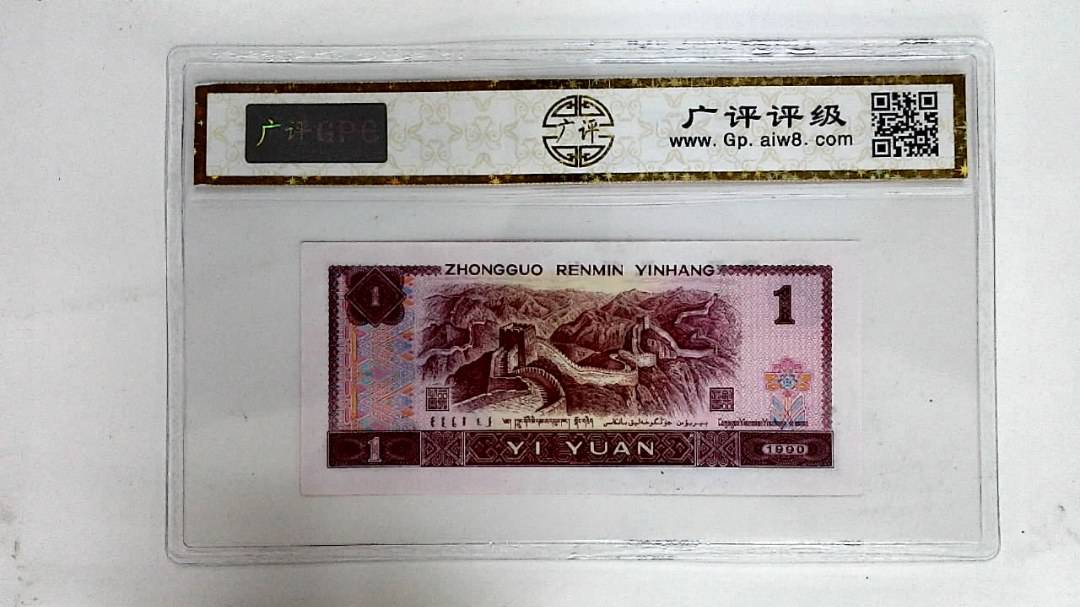 广评GPC
广评
广评评级
www.Gp.aiw8.com
ZHONGGUO RENMIN YINHANG
1
1
1
YI YUAN
1990